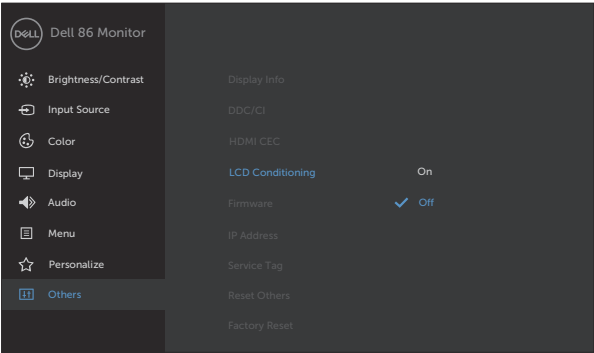 DELL Dell 86 Monitor
Brightness/Contrast
Input Source
Color
Display
Audio
Menu
Personalize
Others
Display Info
DDC/CI
HDMI CEC
LCD Conditioning On
Firmware Off
IP Address
Service Tag
Reset Others
Factory Reset